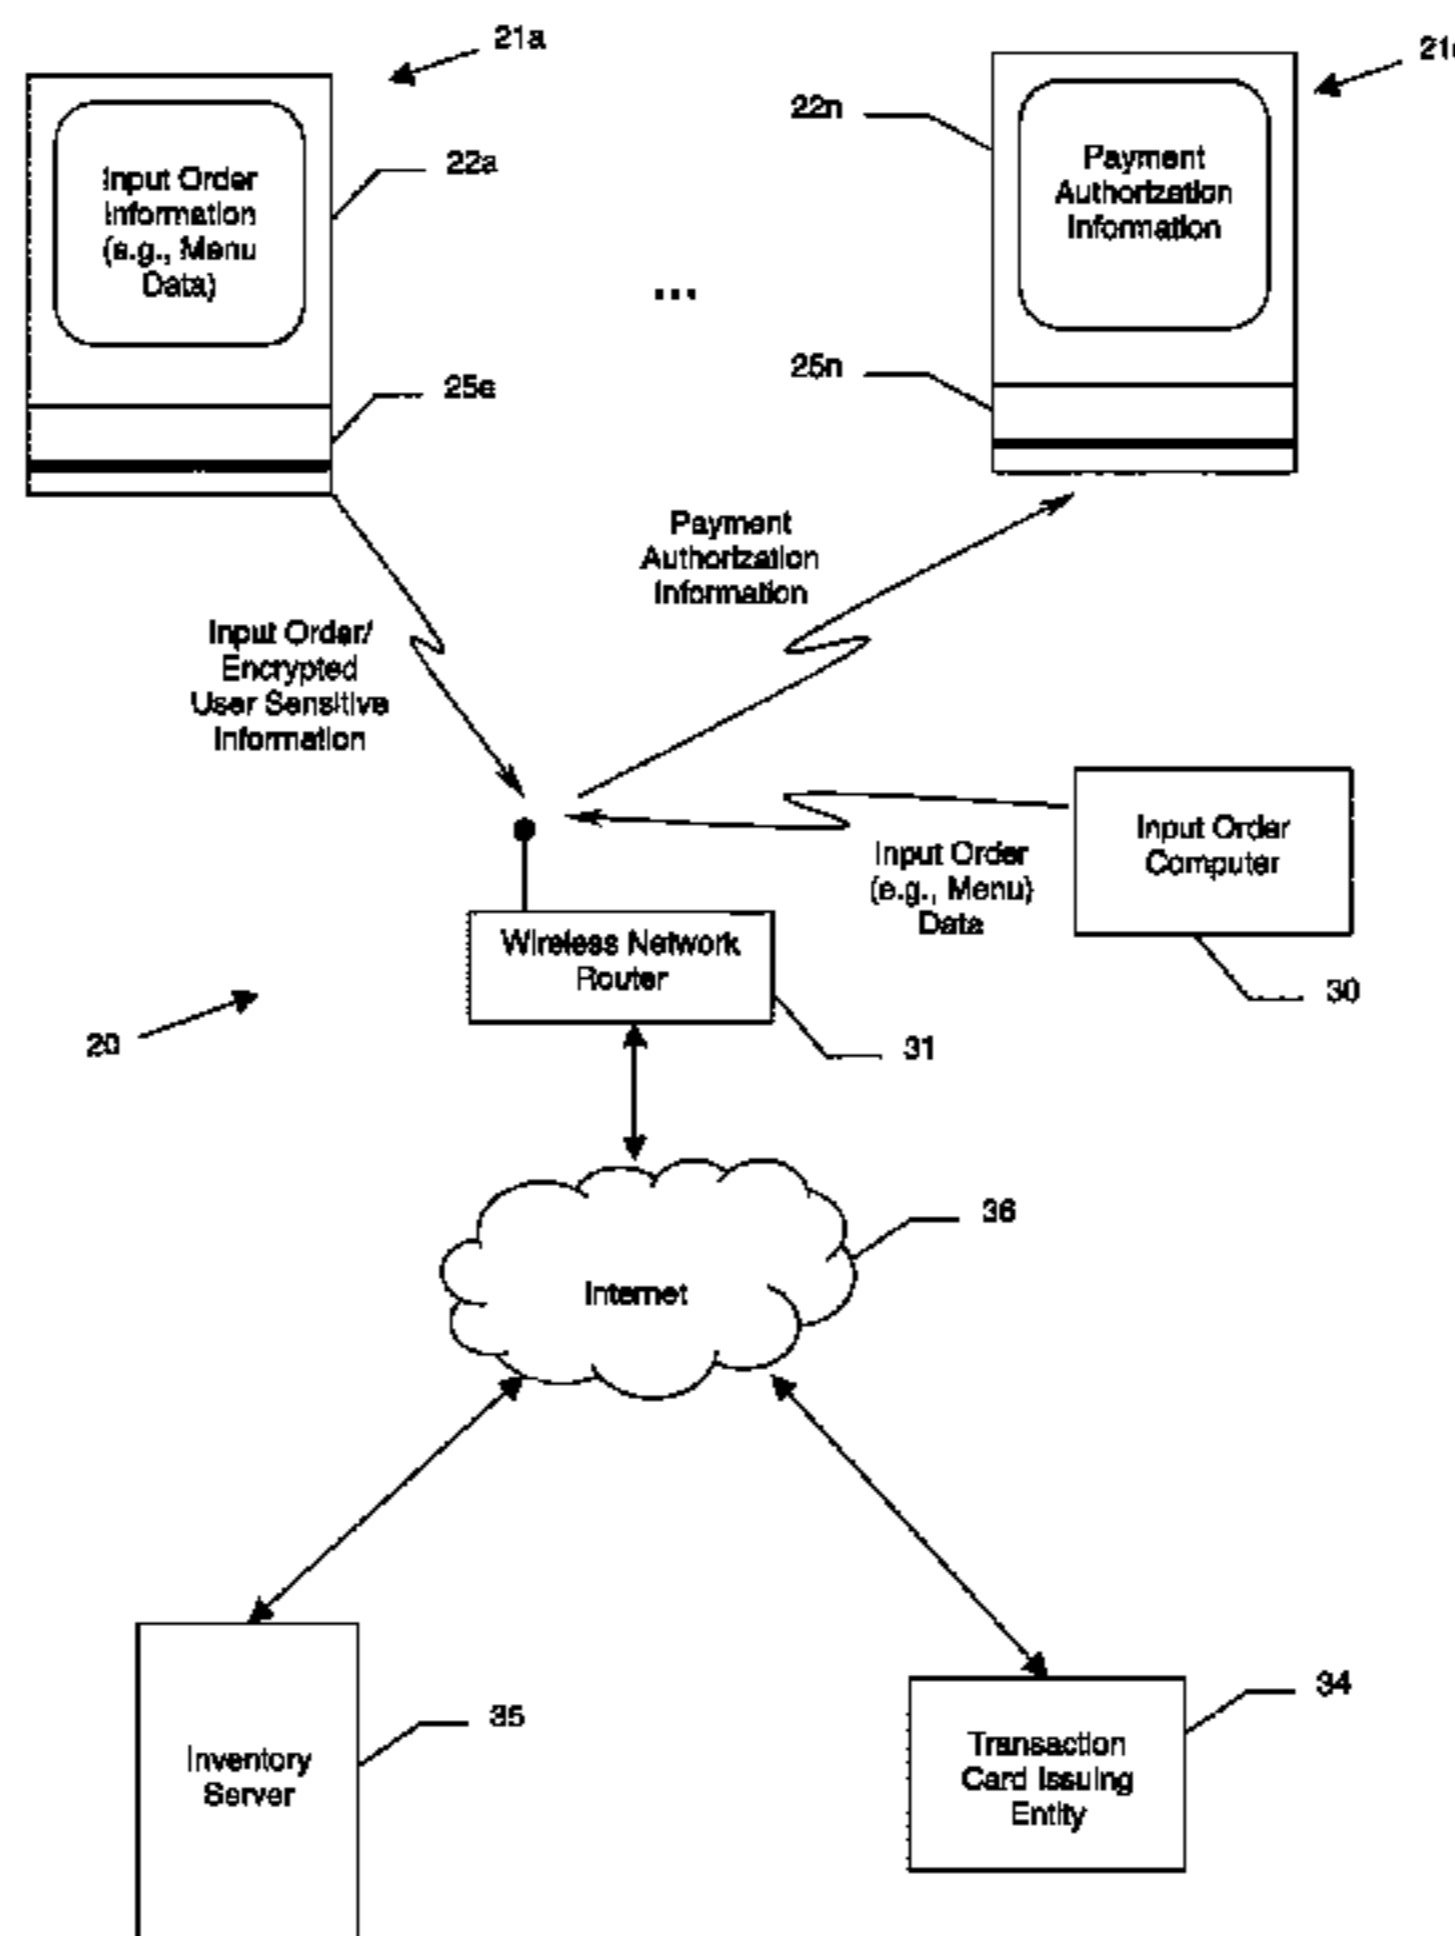 21a
22a
Input Order
Information
(e.g., Menu
Data)
25a
...
22n
Payment
Authorization
Information
25n
Input Order/
Encrypted
User Sensitive
Information
Payment
Authorization
Information
Input Order
(e.g., Menu)
Data
Input Order
Computer
30
Wireless Network
Router
31
20
Internet
36
Inventory
Server
35
Transaction
Card Issuing
Entity
34